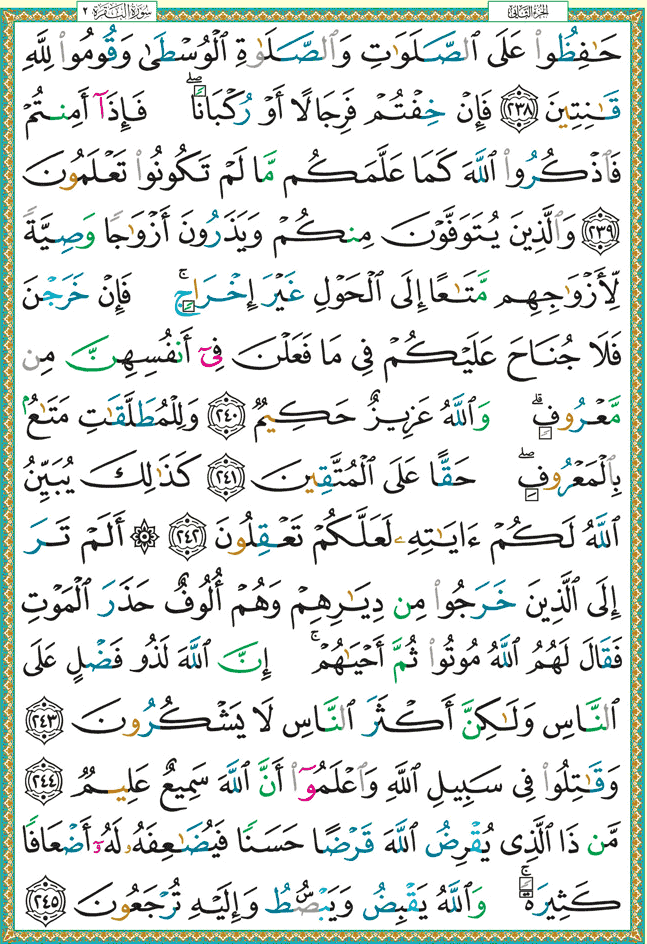 سُورَةُ البَقَرَةِ ٢
الجزء الثاني
حَـٰفِظُوا۟ عَلَى ٱلصَّلَوَٰتِ وَٱلصَّلَوٰةِ ٱلْوُسْطَىٰ وَقُومُوا۟ لِلَّهِ
قَـٰنِتِينَ ٢٣٨ فَإِنْ خِفْتُمْ فَرِجَالًا أَوْ رُكْبَانًا ۖ فَإِذَآ أَمِنتُمْ
فَٱذْكُرُوا۟ ٱللَّهَ كَمَا عَلَّمَكُم مَّا لَمْ تَكُونُوا۟ تَعْلَمُونَ
٢٣٩ وَٱلَّذِينَ يُتَوَفَّوْنَ مِنكُمْ وَيَذَرُونَ أَزْوَٰجًا وَصِيَّةً
لِّأَزْوَٰجِهِم مَّتَـٰعًا إِلَى ٱلْحَوْلِ غَيْرَ إِخْرَاجٍ ۚ فَإِنْ خَرَجْنَ
فَلَا جُنَاحَ عَلَيْكُمْ فِى مَا فَعَلْنَ فِىٓ أَنفُسِهِنَّ مِن
مَّعْرُوفٍ ۗ وَٱللَّهُ عَزِيزٌ حَكِيمٌ ٢٤٠ وَلِلْمُطَلَّقَـٰتِ مَتَـٰعٌۢ
بِٱلْمَعْرُوفِ ۖ حَقًّا عَلَى ٱلْمُتَّقِينَ ٢٤١ كَذَٰلِكَ يُبَيِّنُ
ٱللَّهُ لَكُمْ ءَايَـٰتِهِۦ لَعَلَّكُمْ تَعْقِلُونَ ٢٤٢ ۞ أَلَمْ تَرَ
إِلَى ٱلَّذِينَ خَرَجُوا۟ مِن دِيَـٰرِهِمْ وَهُمْ أُلُوفٌ حَذَرَ ٱلْمَوْتِ
فَقَالَ لَهُمُ ٱللَّهُ مُوتُوا۟ ثُمَّ أَحْيَـٰهُمْ ۚ إِنَّ ٱللَّهَ لَذُو فَضْلٍ عَلَى
ٱلنَّاسِ وَلَـٰكِنَّ أَكْثَرَ ٱلنَّاسِ لَا يَشْكُرُونَ ٢٤٣
وَقَـٰتِلُوا۟ فِى سَبِيلِ ٱللَّهِ وَٱعْلَمُوٓا۟ أَنَّ ٱللَّهَ سَمِيعٌ عَلِيمٌ ٢٤٤
مَّن ذَا ٱلَّذِى يُقْرِضُ ٱللَّهَ قَرْضًا حَسَنًا فَيُضَـٰعِفَهُۥ لَهُۥٓ أَضْعَافًا
كَثِيرَةً ۚ وَٱللَّهُ يَقْبِضُ وَيَبْصُۜطُ وَإِلَيْهِ تُرْجَعُونَ ٢٤٥